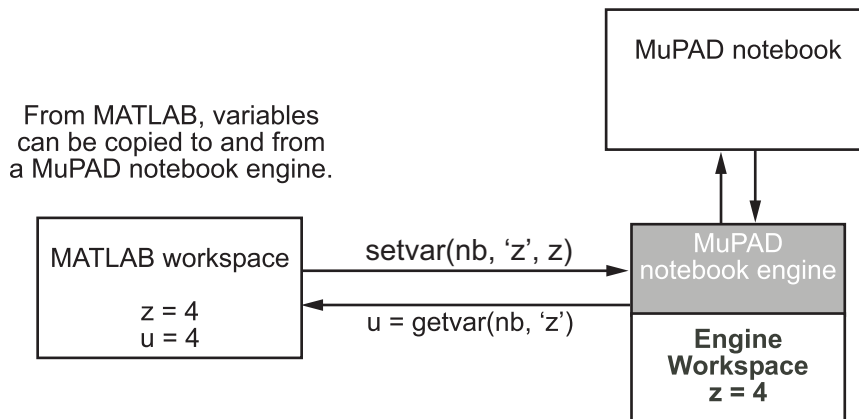 MuPAD notebook
From MATLAB, variables
can be copied to and from
a MuPAD notebook engine.
MATLAB workspace
z = 4
u = 4
setvar(nb, ‘z’, z)
u = getvar(nb, ‘z’)
MuPAD
notebook engine
Engine
Workspace
z = 4